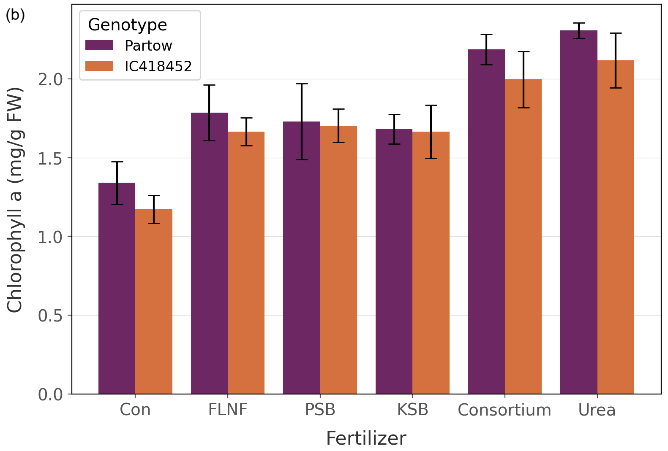 (b)
Genotype
Partow
IC418452
Chlorophyll a (mg/g FW)
2.0
1.5
1.0
0.5
0.0
Con FLNF PSB KSB Consortium Urea
Fertilizer